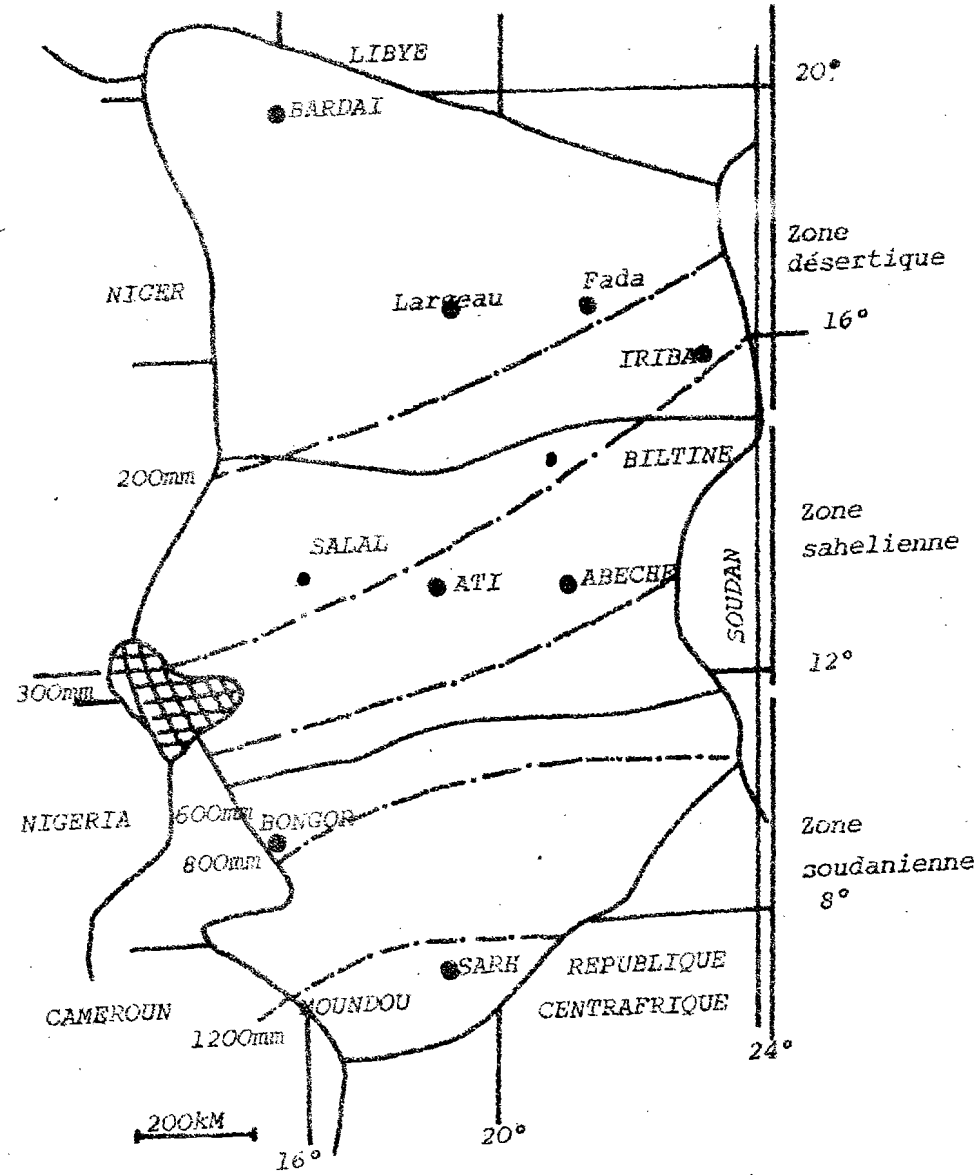 LIBYE
20°
BARDAI
Zone
désertique
NIGER
Largeau
Fada
16°
IRIBA
BILTINE
200mm
Zone
sahelienne
SALAL
ATI
ABECHE
SOUDAN
12°
300mm
NIGERIA
600mm
BONGOR
800mm
Zone
soudanienne
8°
SARH
REPUBLIQUE
CENTRAFRIQUE
CAMEROUN
MOUNDOU
1200mm
24°
200kM
16°
20°